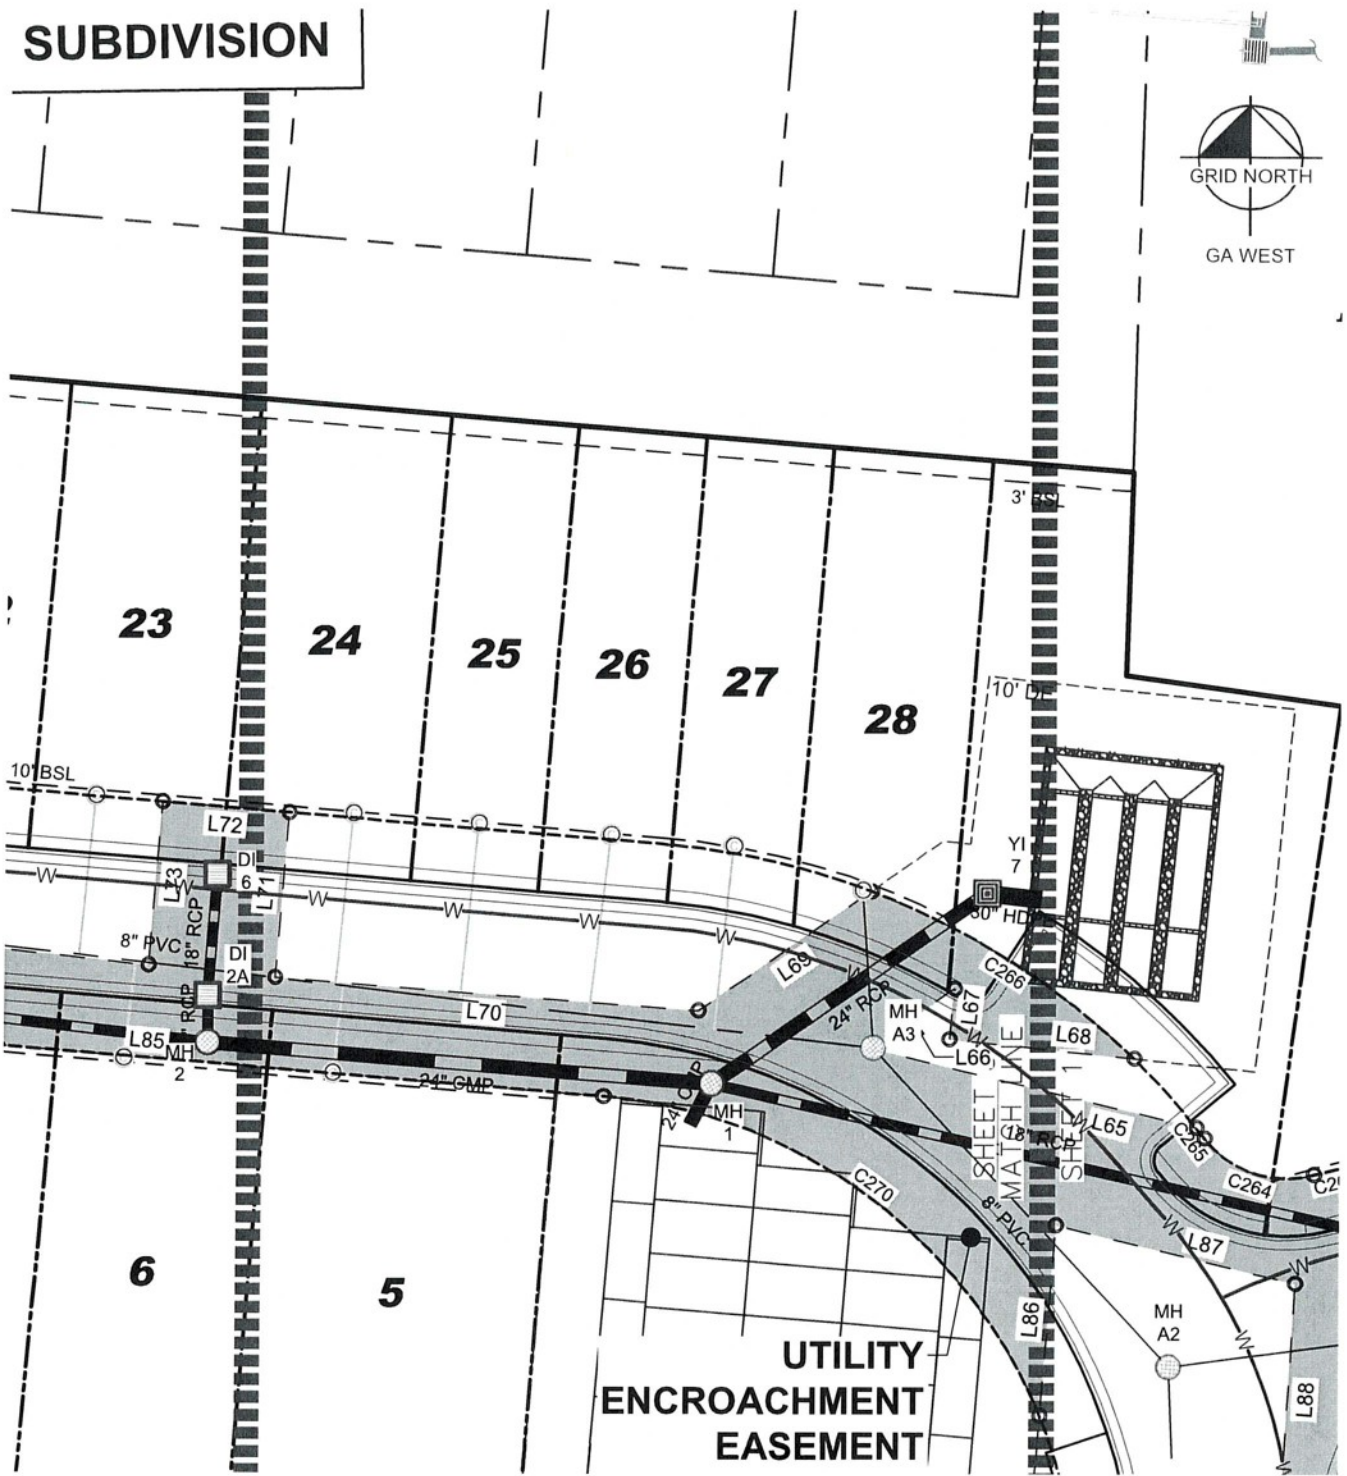 SUBDIVISION
GRID NORTH
GA WEST
3' BSL
23
24
25
26
27
28
10' DE
10' BSL
L72
DI
6
L73
L71
YI
7
W
W
W
W
W
W
W
30" HD
18" RCP
8" PVC
DI
2A
L69
C266
24" RCP
L67
L70
MH
A3
L66
L68
L85
RCP
MH
2
24" CMP
24" CMP
MH
1
SHEET
MATCH LINE
SHEET 1
W
18" RCP
W
L65
C265
C264
C270
8" PVC
W
L87
W
6
5
L86
MH
A2
W
UTILITY
ENCROACHMENT
EASEMENT
L88
W